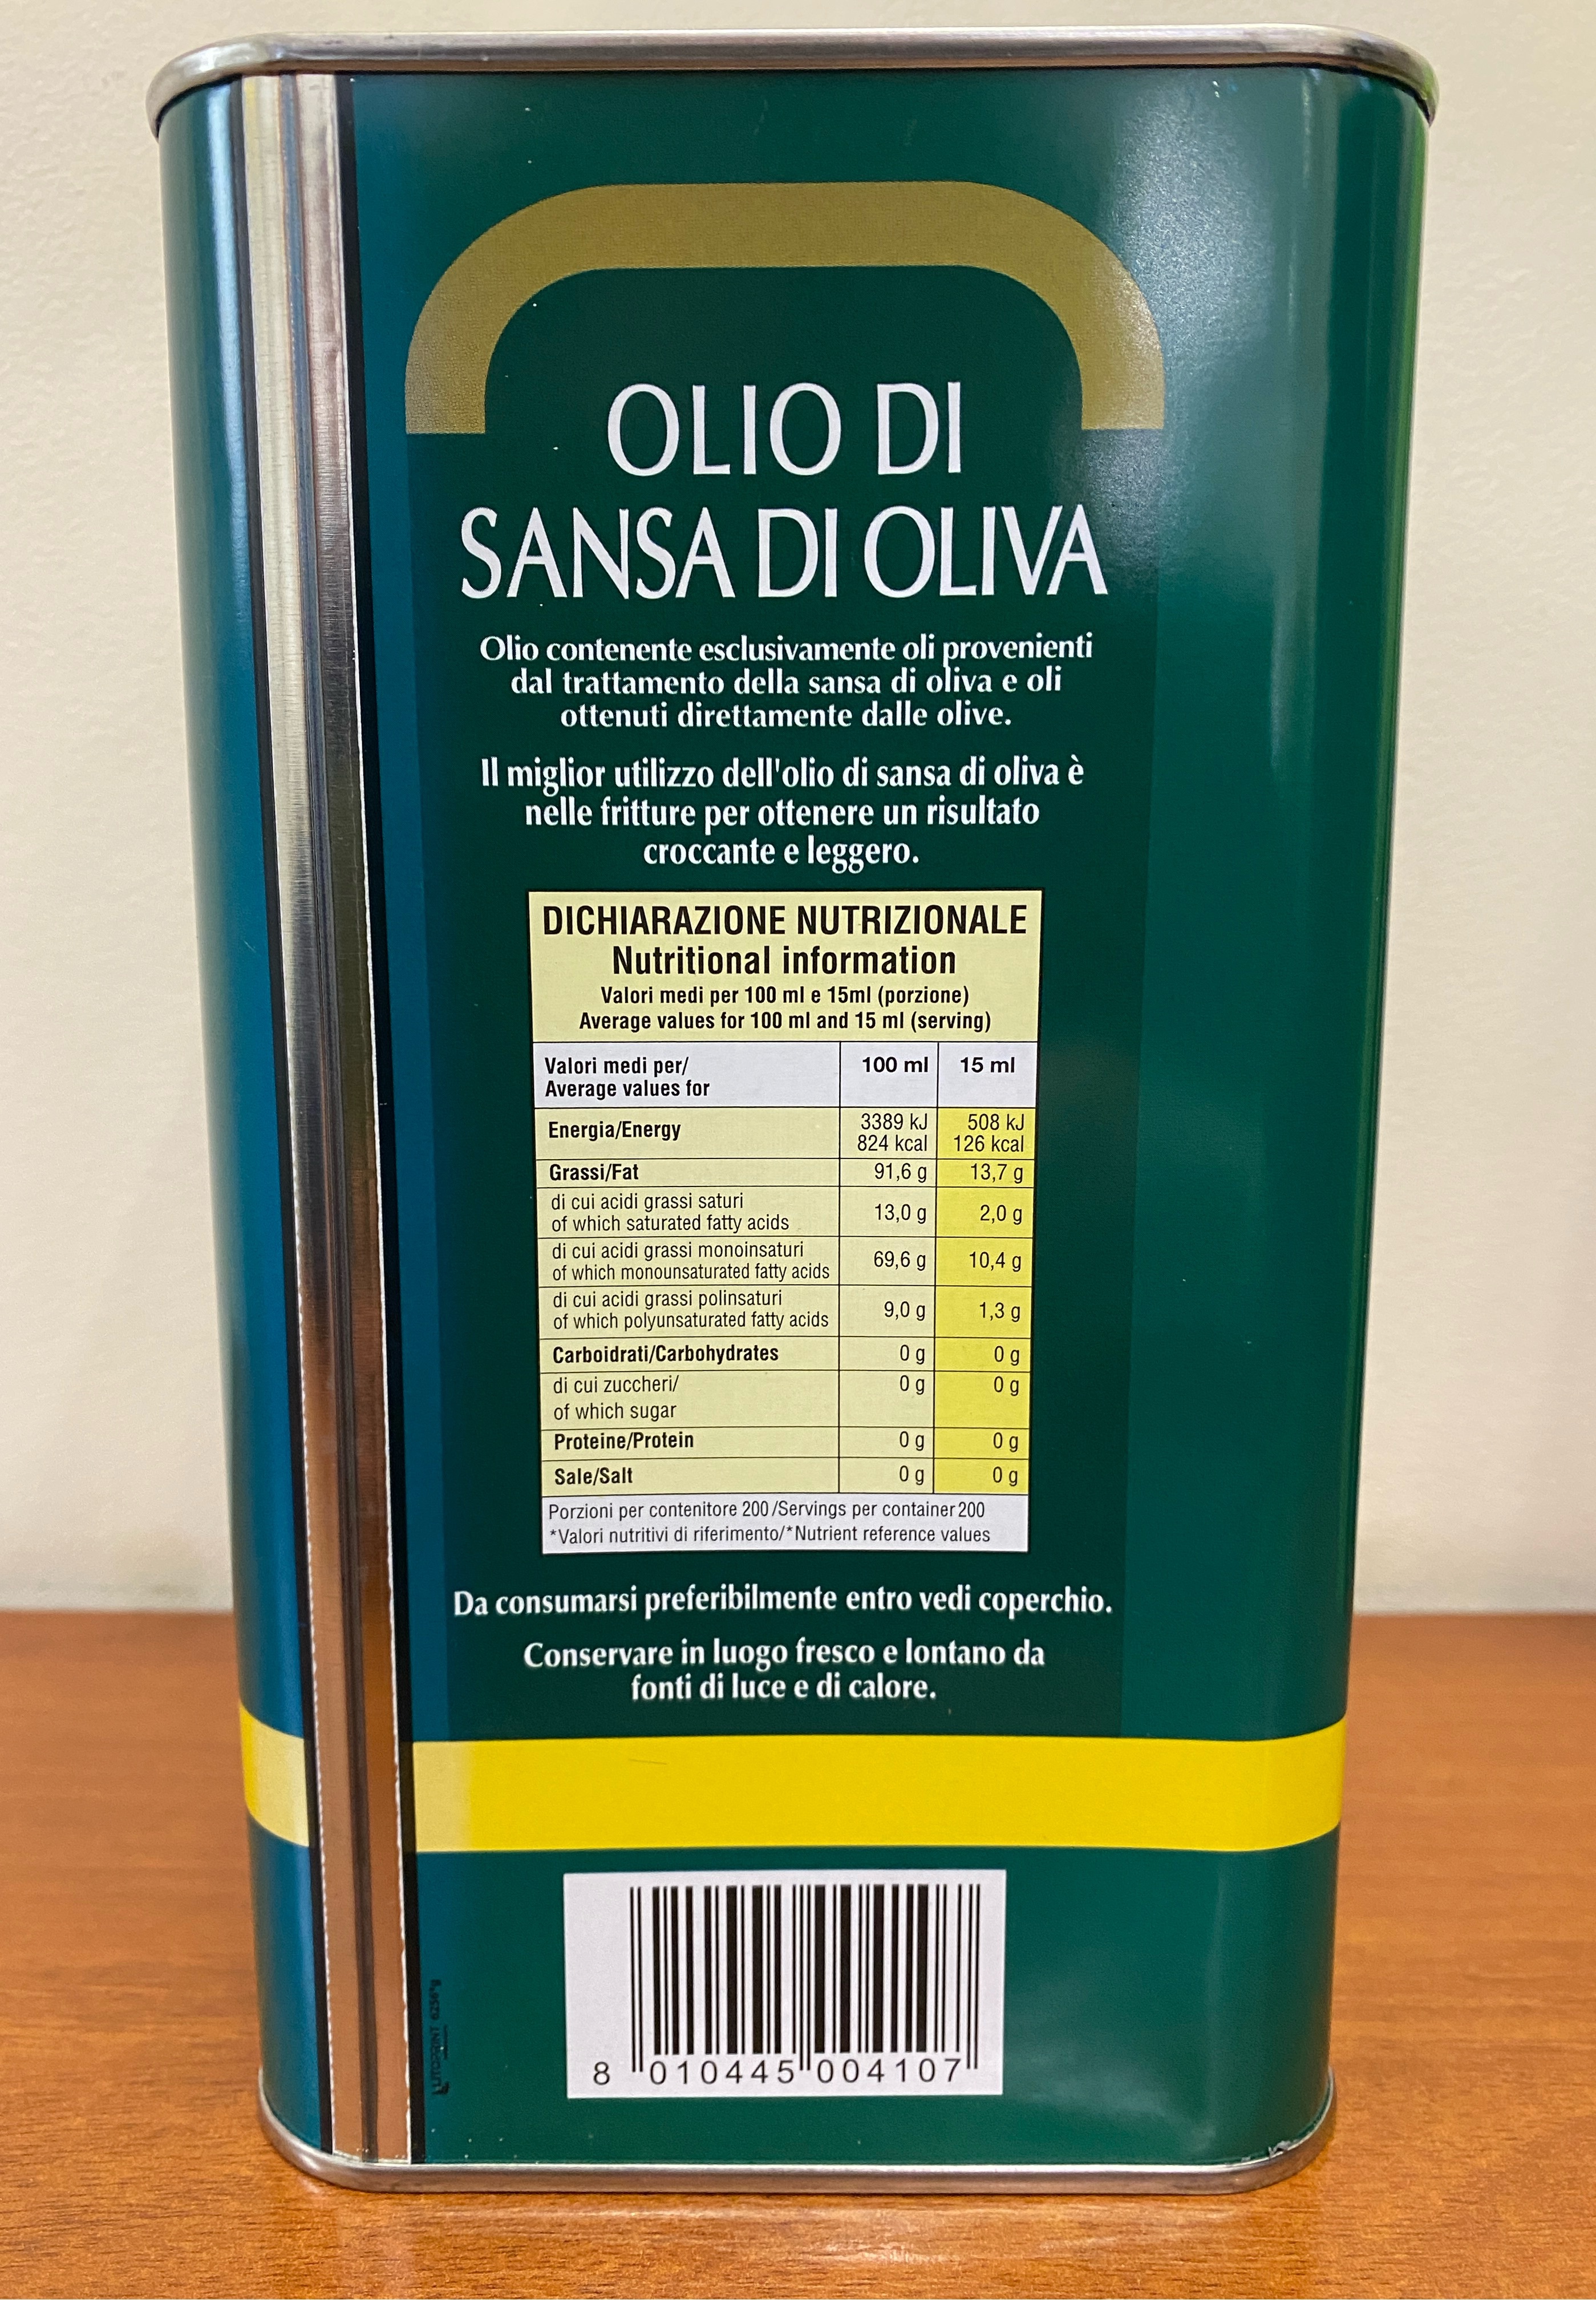 OLIO DI
SANSA DI OLIVA
Olio contenente esclusivamente oli provenienti
dal trattamento della sansa di oliva e oli
ottenuti direttamente dalle olive.
Il miglior utilizzo dell'olio di sansa di oliva è
nelle fritture per ottenere un risultato
croccante e leggero.
DICHIARAZIONE NUTRIZIONALE
Nutritional information
Valori medi per 100 ml e 15ml (porzione)
Average values for 100 ml and 15 ml (serving)
Valori medi per/ 100 ml 15 ml
Average values for
Energia/Energy 3389 kJ 508 kJ
824 kcal 126 kcal
Grassi/Fat 91,6 g 13,7 g
di cui acidi grassi saturi
of which saturated fatty acids 13,0 g 2,0 g
di cui acidi grassi monoinsaturi
of which monounsaturated fatty acids 69,6 g 10,4 g
di cui acidi grassi polinsaturi
of which polyunsaturated fatty acids 9,0 g 1,3 g
Carboidrati/Carbohydrates 0 g 0 g
di cui zuccheri/ 0 g 0 g
of which sugar
Proteine/Protein 0 g 0 g
Sale/Salt 0 g 0 g
Porzioni per contenitore 200/Servings per container 200
*Valori nutritivi di riferimento/*Nutrient reference values
Da consumarsi preferibilmente entro vedi coperchio.
Conservare in luogo fresco e lontano da
fonti di luce e di calore.
8 010445 004107